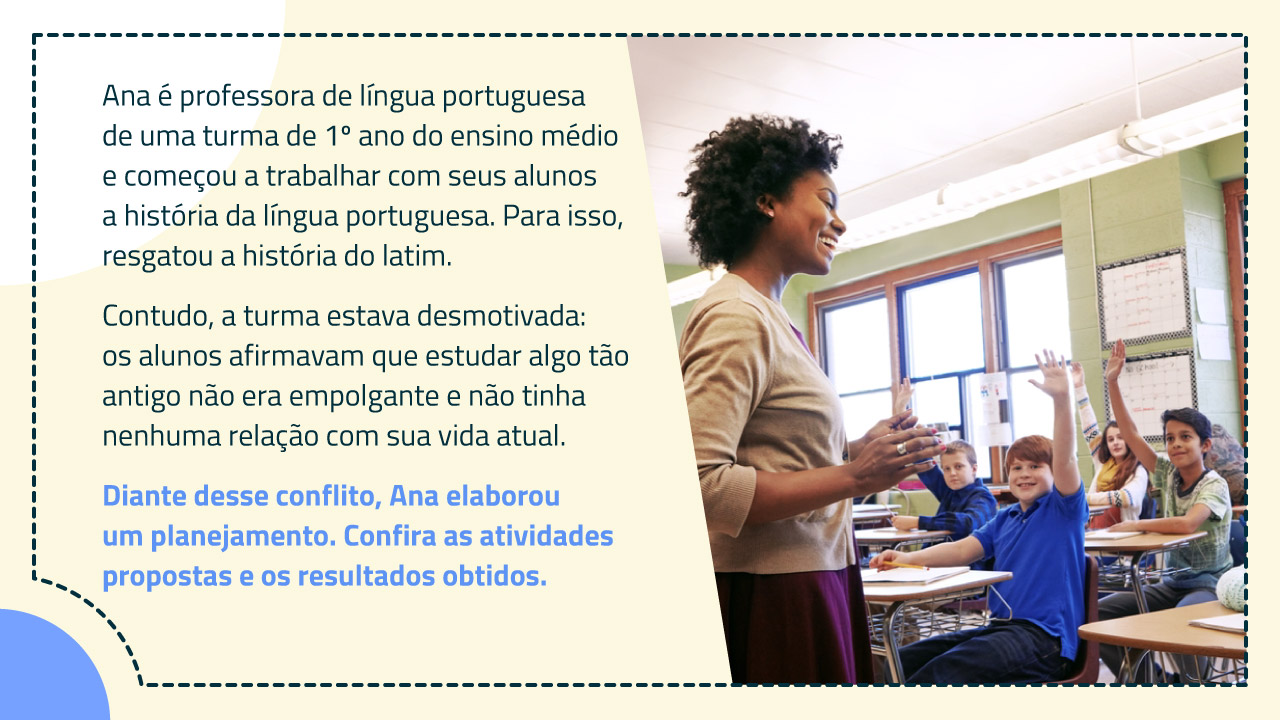 Ana é professora de língua portuguesa
de uma turma de 1º ano do ensino médio
e começou a trabalhar com seus alunos
a história da língua portuguesa. Para isso,
resgatou a história do latim.
Contudo, a turma estava desmotivada:
os alunos afirmavam que estudar algo tão
antigo não era empolgante e não tinha
nenhuma relação com sua vida atual.
Diante desse conflito, Ana elaborou
um planejamento. Confira as atividades
propostas e os resultados obtidos.